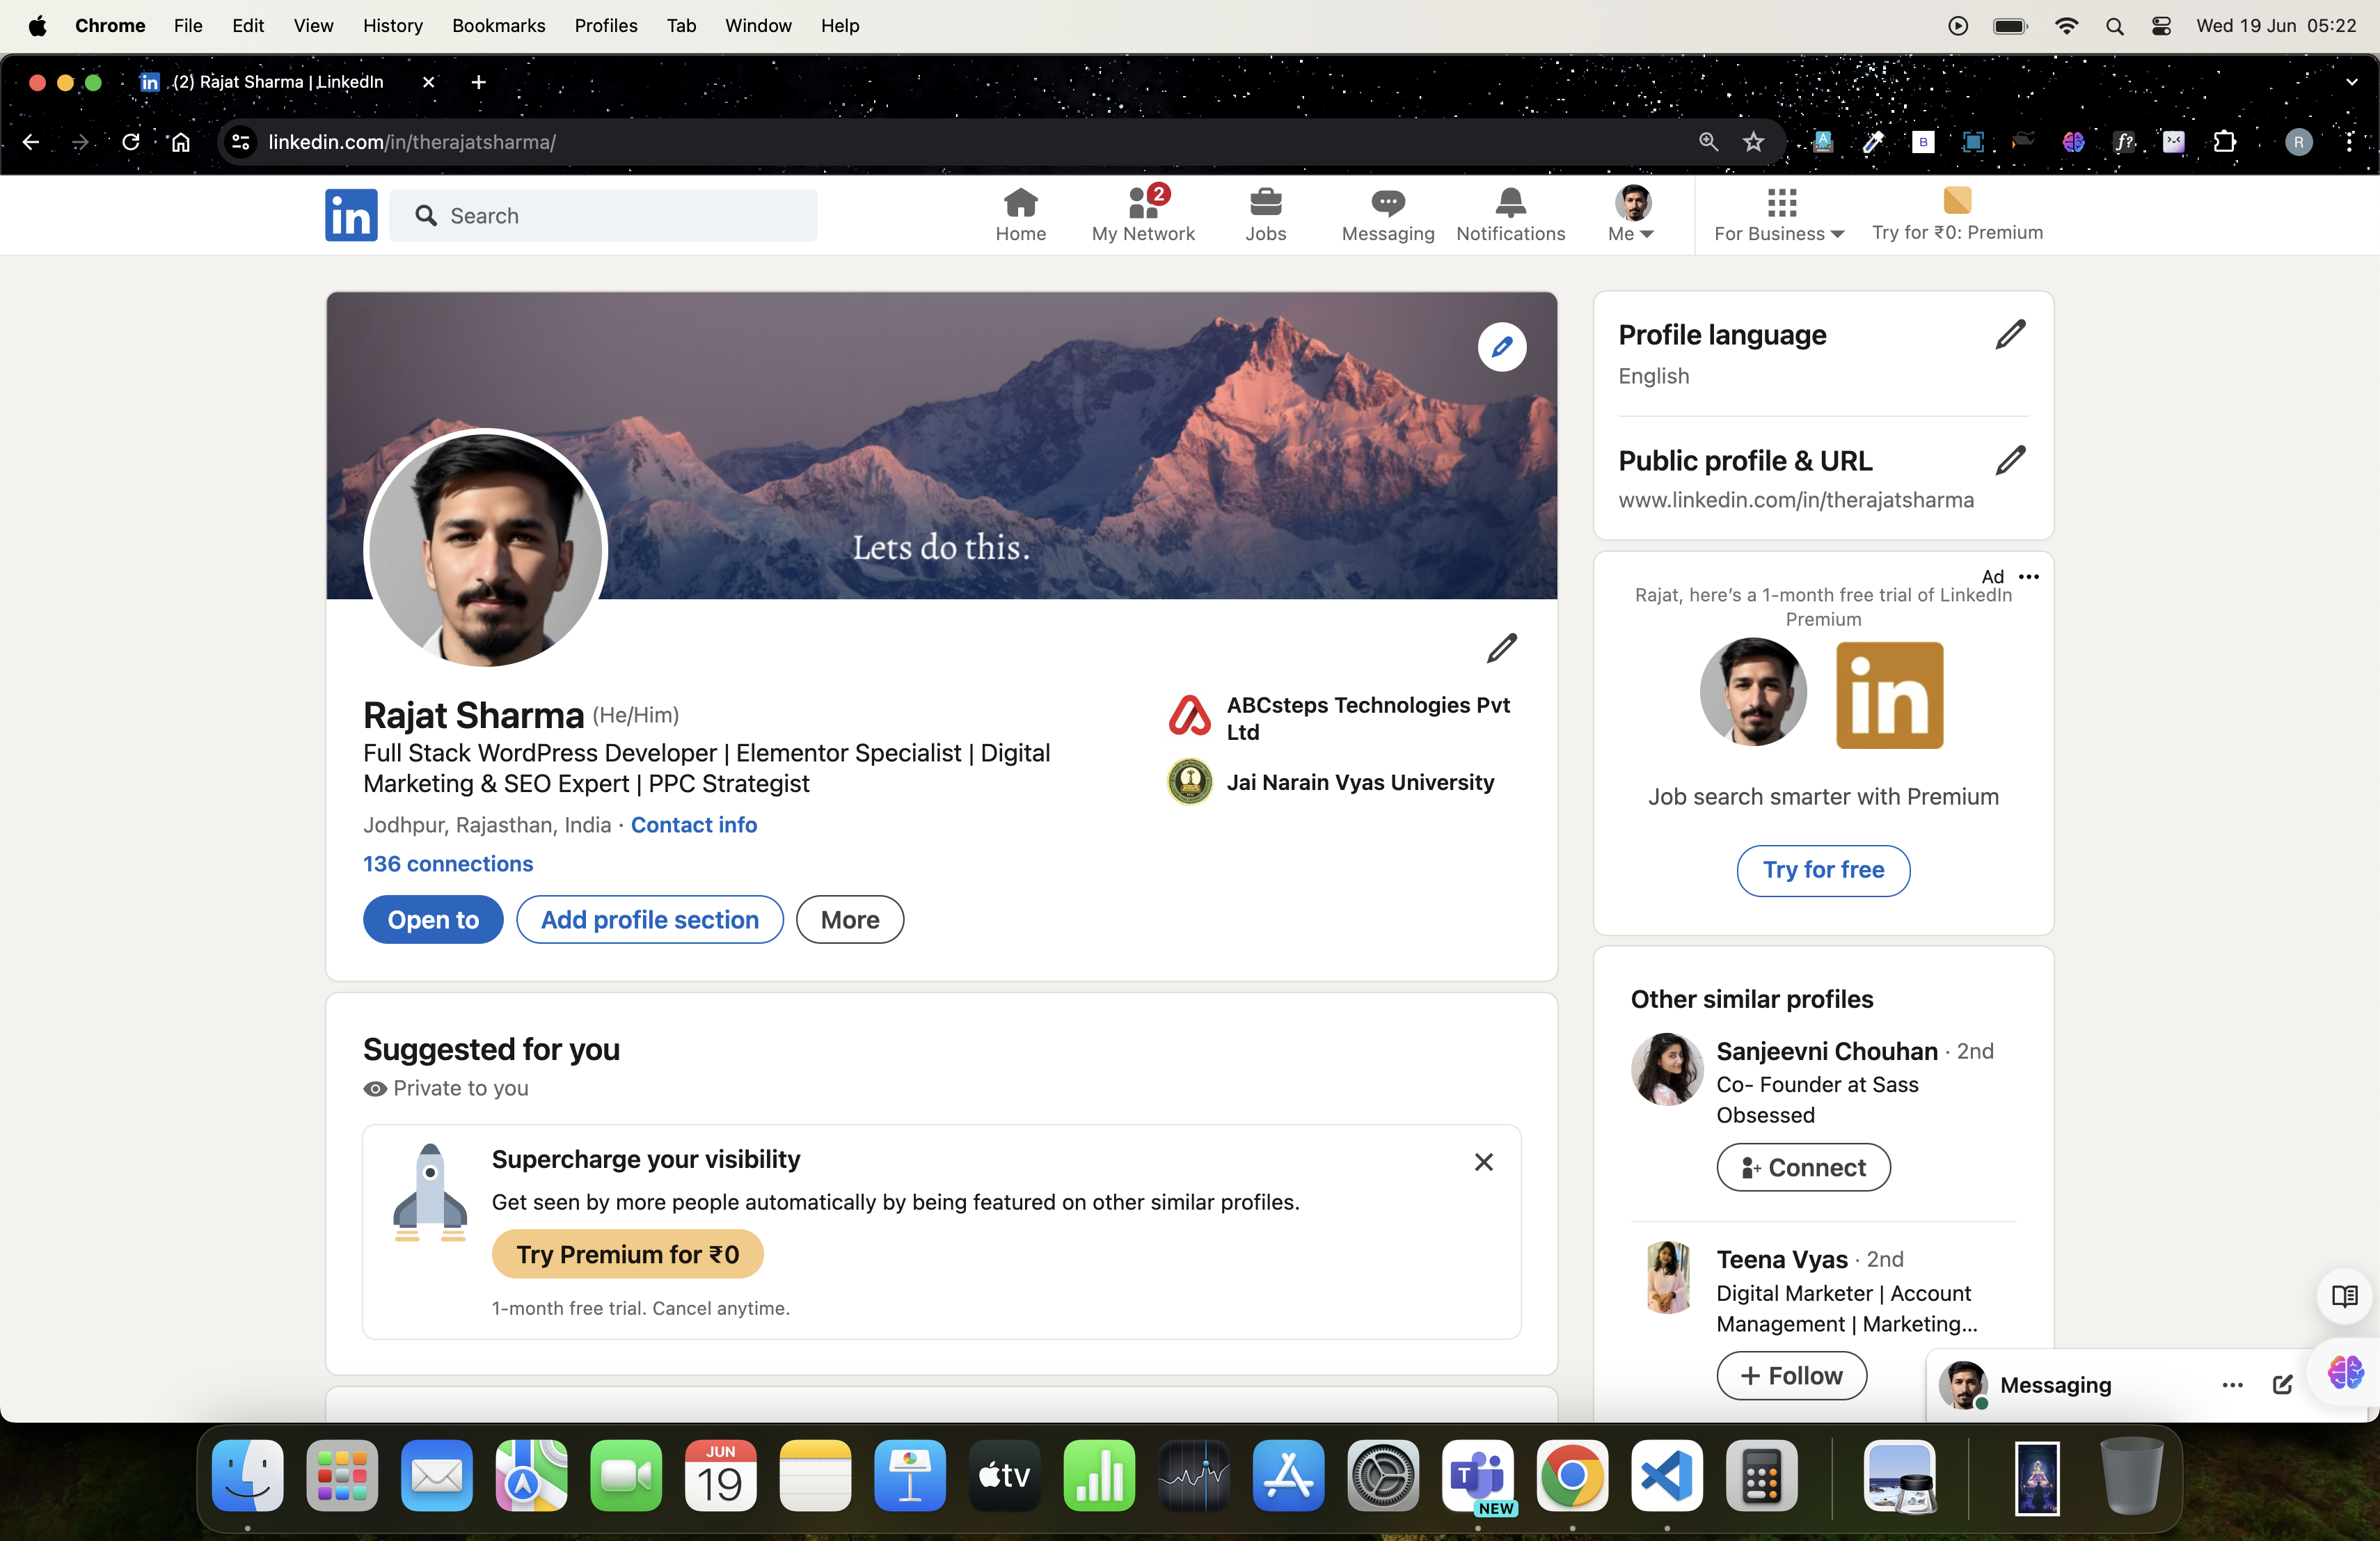 Chrome File Edit View History Bookmarks Profiles Tab Window Help
Wed 19 Jun 05:22
(2) Rajat Sharma | LinkedIn
linkedin.com/in/therajatsharma/
A
B
f?
R
in
Search
Home
2
My Network
Jobs
Messaging
Notifications
Me
For Business
Try for ₹0: Premium
Lets do this.
Rajat Sharma (He/Him)
Full Stack WordPress Developer | Elementor Specialist | Digital
Marketing & SEO Expert | PPC Strategist
Jodhpur, Rajasthan, India · Contact info
136 connections
Open to
Add profile section
More
ABCsteps Technologies Pvt
Ltd
Jai Narain Vyas University
Suggested for you
Private to you
Supercharge your visibility
Get seen by more people automatically by being featured on other similar profiles.
Try Premium for ₹0
1-month free trial. Cancel anytime.
Profile language
English
Public profile & URL
www.linkedin.com/in/therajatsharma
Ad
Rajat, here’s a 1-month free trial of LinkedIn
Premium
in
Job search smarter with Premium
Try for free
Other similar profiles
Sanjeevni Chouhan · 2nd
Co- Founder at Sass
Obsessed
Connect
Teena Vyas · 2nd
Digital Marketer | Account
Management | Marketing...
+ Follow
Messaging
JUN
19
tv
T
NEW